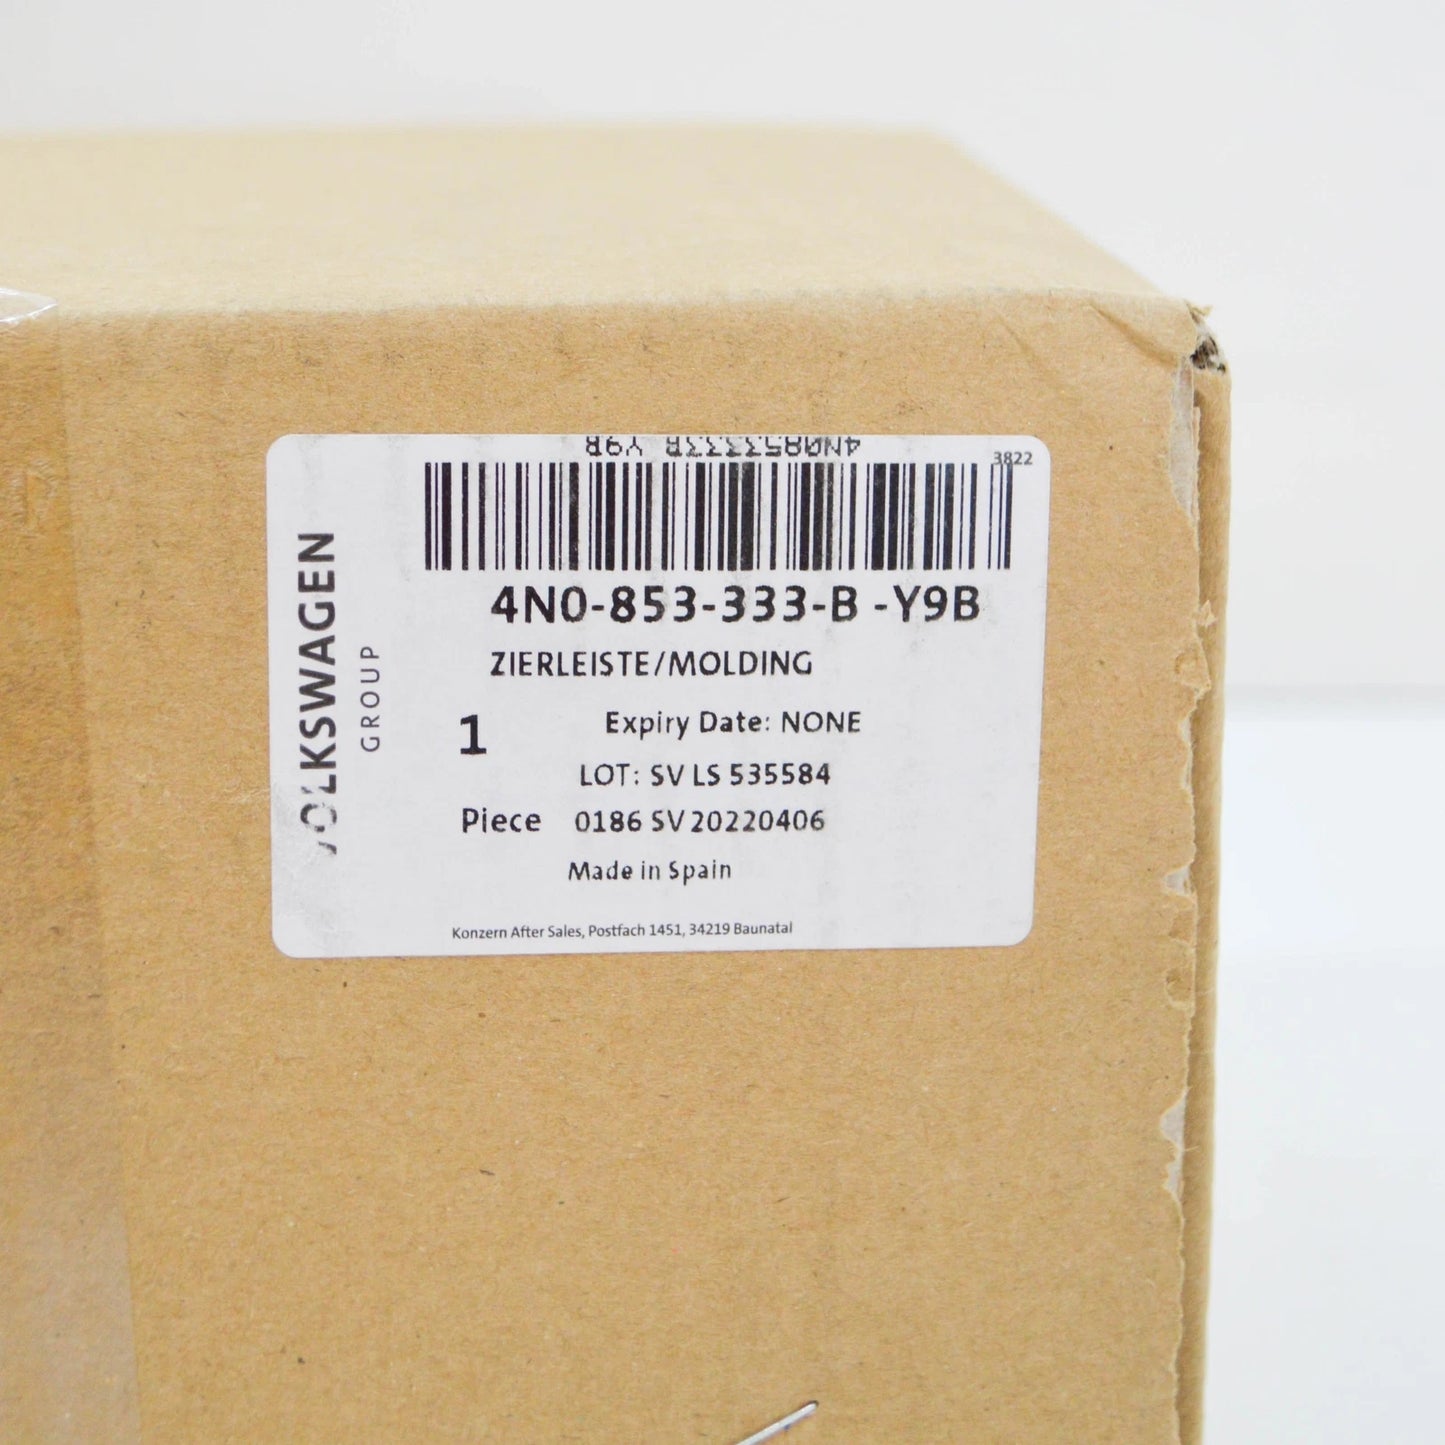 4N0853333B Y9B
3822
4N0-853-333-B -Y9B
ZIERLEISTE/MOLDING
1
Expiry Date: NONE
LOT: SV LS 535584
Piece 0186 SV 20220406
Made in Spain
Konzern After Sales, Postfach 1451, 34219 Baunatal
VOLKSWAGEN
GROUP